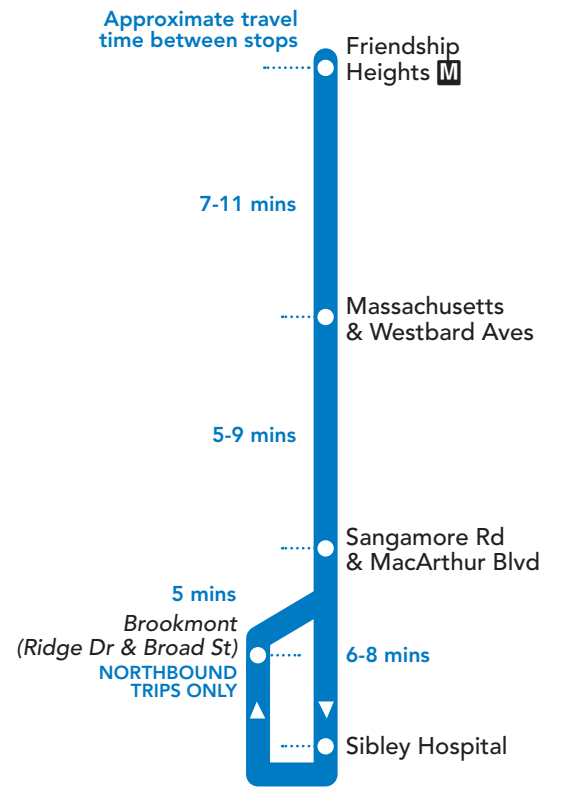 Approximate travel
time between stops
Friendship
Heights M
7-11 mins
Massachusetts
& Westbard Aves
5-9 mins
Sangamore Rd
& MacArthur Blvd
5 mins
Brookmont
(Ridge Dr & Broad St)
NORTHBOUND
TRIPS ONLY
6-8 mins
Sibley Hospital